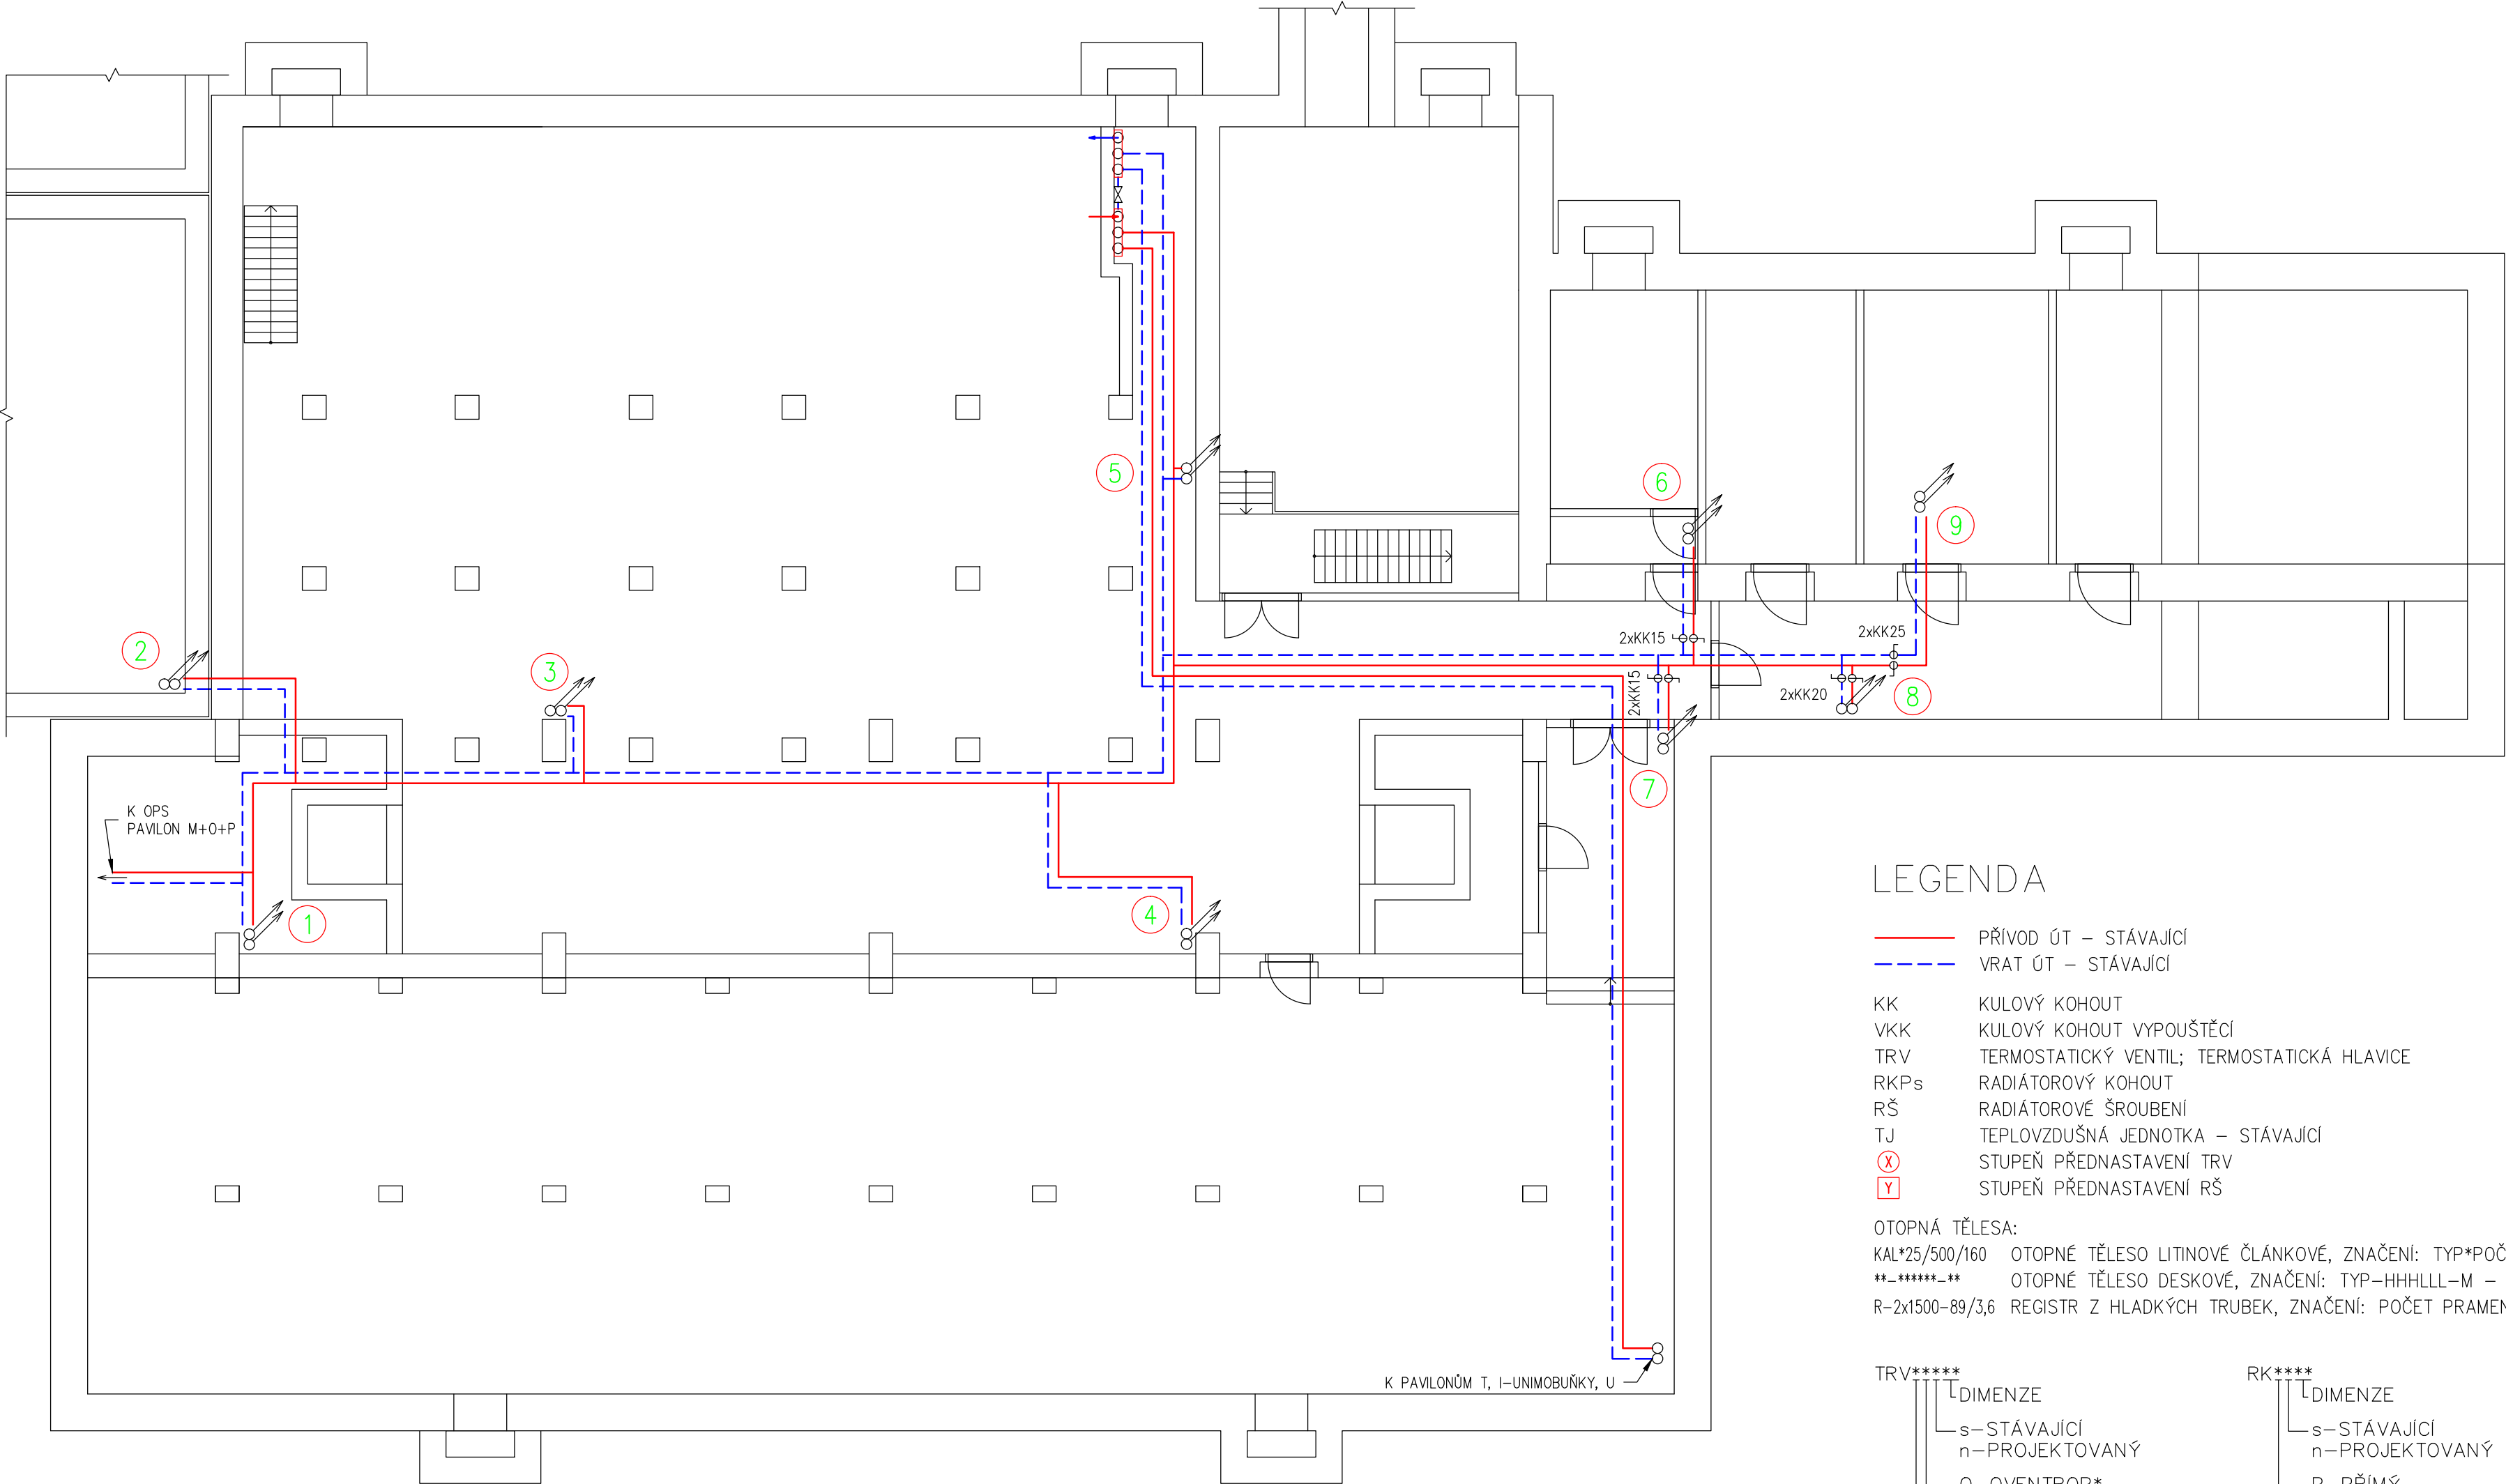 5
6
9
2
3
2xKK15
2xKK25
2xKK15
2xKK20
8
7
K OPS
PAVILON M+O+P
1
4
K PAVILONŮM T, I-UNIMOBUŇKY, U
LEGENDA
PŘÍVOD ÚT - STÁVAJÍCÍ
VRAT ÚT - STÁVAJÍCÍ
KK KULOVÝ KOHOUT
VKK KULOVÝ KOHOUT VYPOUŠTĚCÍ
TRV TERMOSTATICKÝ VENTIL; TERMOSTATICKÁ HLAVICE
RKPs RADIÁTOROVÝ KOHOUT
RŠ RADIÁTOROVÉ ŠROUBENÍ
TJ TEPLOVZDUŠNÁ JEDNOTKA - STÁVAJÍCÍ
X STUPEŇ PŘEDNASTAVENÍ TRV
Y STUPEŇ PŘEDNASTAVENÍ RŠ
OTOPNÁ TĚLESA:
KAL*25/500/160 OTOPNÉ TĚLESO LITINOVÉ ČLÁNKOVÉ, ZNAČENÍ: TYP*POČ
**-******-** OTOPNÉ TĚLESO DESKOVÉ, ZNAČENÍ: TYP-HHHLLL-M -
R-2x1500-89/3,6 REGISTR Z HLADKÝCH TRUBEK, ZNAČENÍ: POČET PRAMEN
TRV*****
DIMENZE
s-STÁVAJÍCÍ
n-PROJEKTOVANÝ
O-OVENTROP*
RK****
DIMENZE
s-STÁVAJÍCÍ
n-PROJEKTOVANÝ
P-PŘÍMÝ